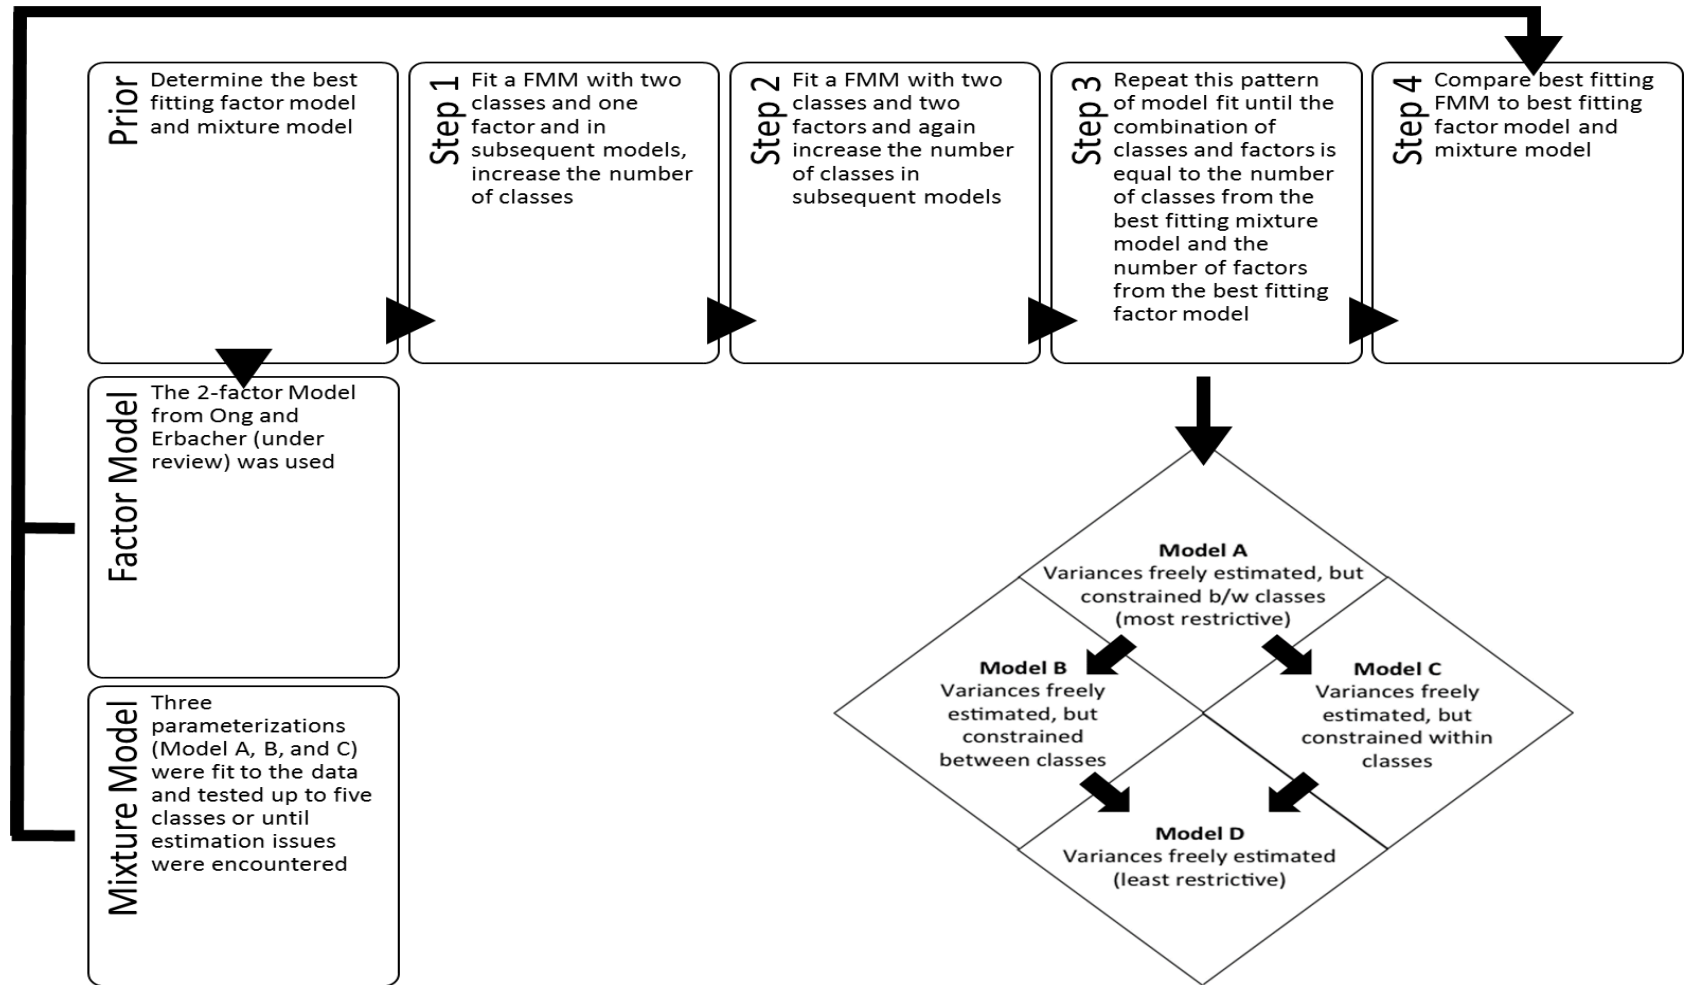 Prior
Determine the best
fitting factor model
and mixture model
Step 1
Fit a FMM with two
classes and one
factor and in
subsequent models,
increase the number
of classes
Step 2
Fit a FMM with two
classes and two
factors and again
increase the number
of classes in
subsequent models
Step 3
Repeat this pattern
of model fit until the
combination of
classes and factors is
equal to the number
of classes from the
best fitting mixture
model and the
number of factors
from the best fitting
factor model
Step 4
Compare best fitting
FMM to best fitting
factor model and
mixture model
Factor Model
The 2-factor Model
from Ong and
Erbacher (under
review) was used
Mixture Model
Three
parameterizations
(Model A, B, and C)
were fit to the data
and tested up to five
classes or until
estimation issues
were encountered
Model A
Variances freely estimated, but
constrained b/w classes
(most restrictive)
Model B
Variances freely
estimated, but
constrained
between classes
Model C
Variances freely
estimated, but
constrained within
classes
Model D
Variances freely estimated
(least restrictive)